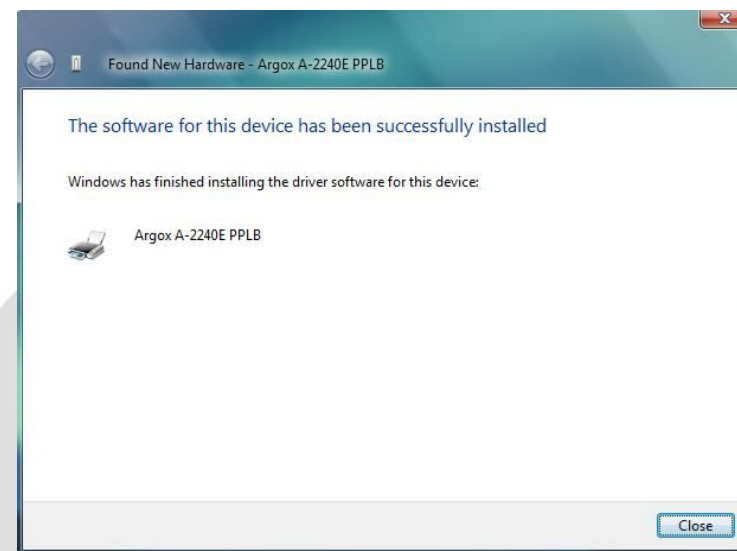 Found New Hardware - Argox A-2240E PPLB
The software for this device has been successfully installed
Windows has finished installing the driver software for this device:
Argox A-2240E PPLB
Close